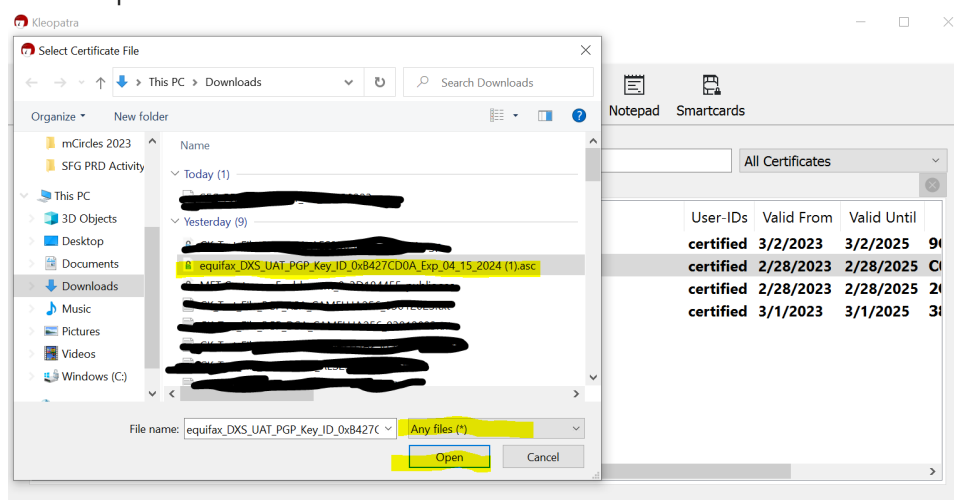 Kleopatra
Select Certificate File
This PC > Downloads
Search Downloads
Organize
New folder
Notepad
Smartcards
mCircles 2023
SFG PRD Activity
This PC
3D Objects
Desktop
Documents
Downloads
Music
Pictures
Videos
Windows (C:)
Name
Today (1)
Yesterday (9)
equifax_DXS_UAT_PGP_Key_ID_0xB427CD0A_Exp_04_15_2024 (1).asc
All Certificates
User-IDs Valid From Valid Until
certified 3/2/2023 3/2/2025
certified 2/28/2023 2/28/2025
certified 2/28/2023 2/28/2025
certified 3/1/2023 3/1/2025
File name: equifax_DXS_UAT_PGP_Key_ID_0xB427C
Any files (*)
Open
Cancel